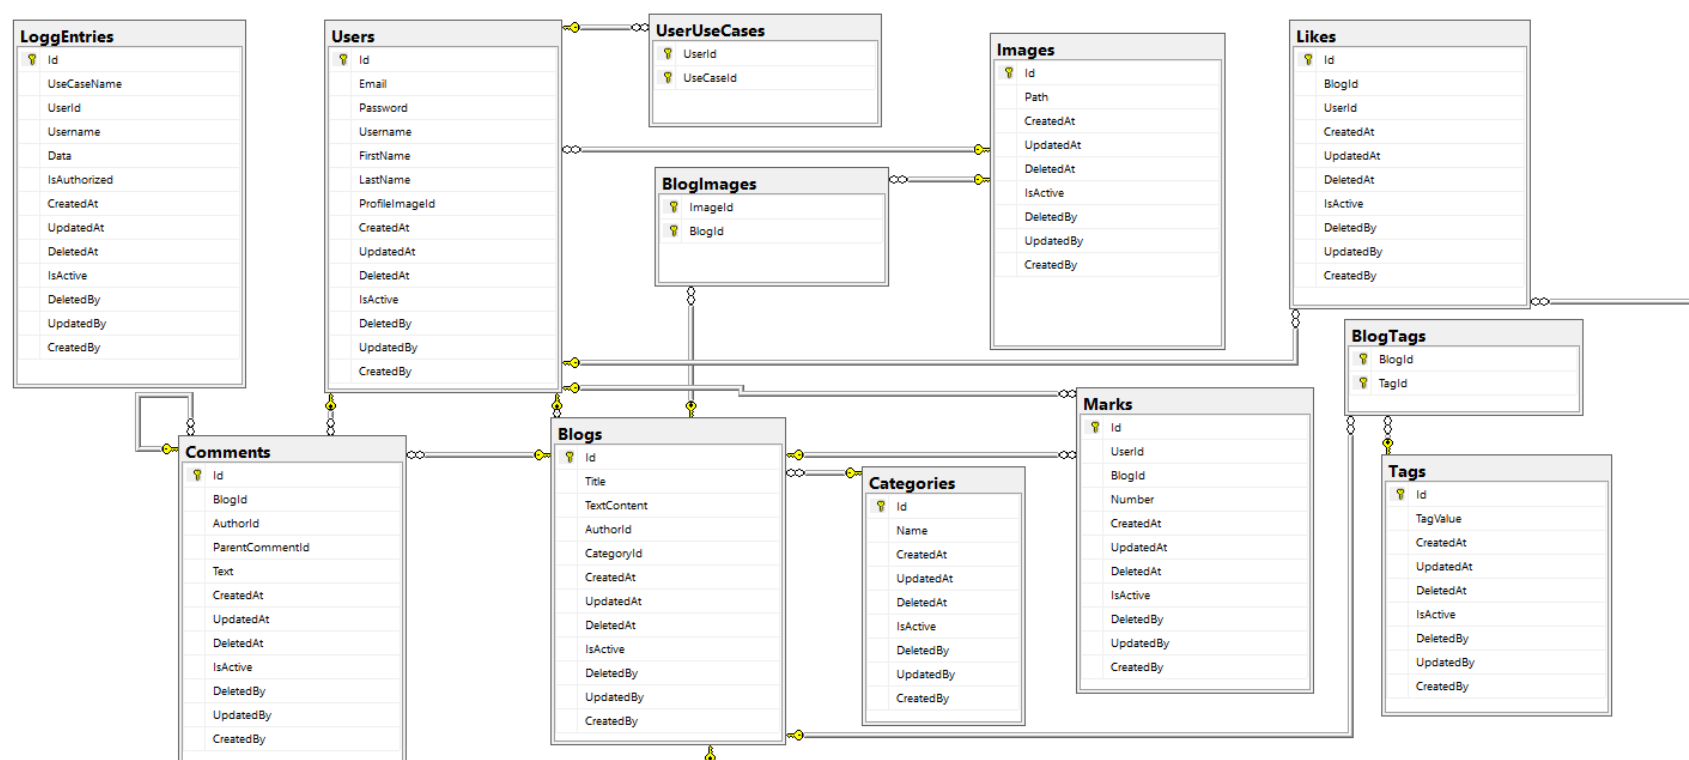 LoggEntries
Id
UseCaseName
UserId
Username
Data
IsAuthorized
CreatedAt
UpdatedAt
DeletedAt
IsActive
DeletedBy
UpdatedBy
CreatedBy
Users
Id
Email
Password
Username
FirstName
LastName
ProfileImageId
CreatedAt
UpdatedAt
DeletedAt
IsActive
DeletedBy
UpdatedBy
CreatedBy
UserUseCases
UserId
UseCaseId
BlogImages
ImageId
BlogId
Images
Id
Path
CreatedAt
UpdatedAt
DeletedAt
IsActive
DeletedBy
UpdatedBy
CreatedBy
Likes
Id
BlogId
UserId
CreatedAt
UpdatedAt
DeletedAt
IsActive
DeletedBy
UpdatedBy
CreatedBy
BlogTags
BlogId
TagId
Comments
Id
BlogId
AuthorId
ParentCommentId
Text
CreatedAt
UpdatedAt
DeletedAt
IsActive
DeletedBy
UpdatedBy
CreatedBy
Blogs
Id
Title
TextContent
AuthorId
CategoryId
CreatedAt
UpdatedAt
DeletedAt
IsActive
DeletedBy
UpdatedBy
CreatedBy
Categories
Id
Name
CreatedAt
UpdatedAt
DeletedAt
IsActive
DeletedBy
UpdatedBy
CreatedBy
Marks
Id
UserId
BlogId
Number
CreatedAt
UpdatedAt
DeletedAt
IsActive
DeletedBy
UpdatedBy
CreatedBy
Tags
Id
TagValue
CreatedAt
UpdatedAt
DeletedAt
IsActive
DeletedBy
UpdatedBy
CreatedBy